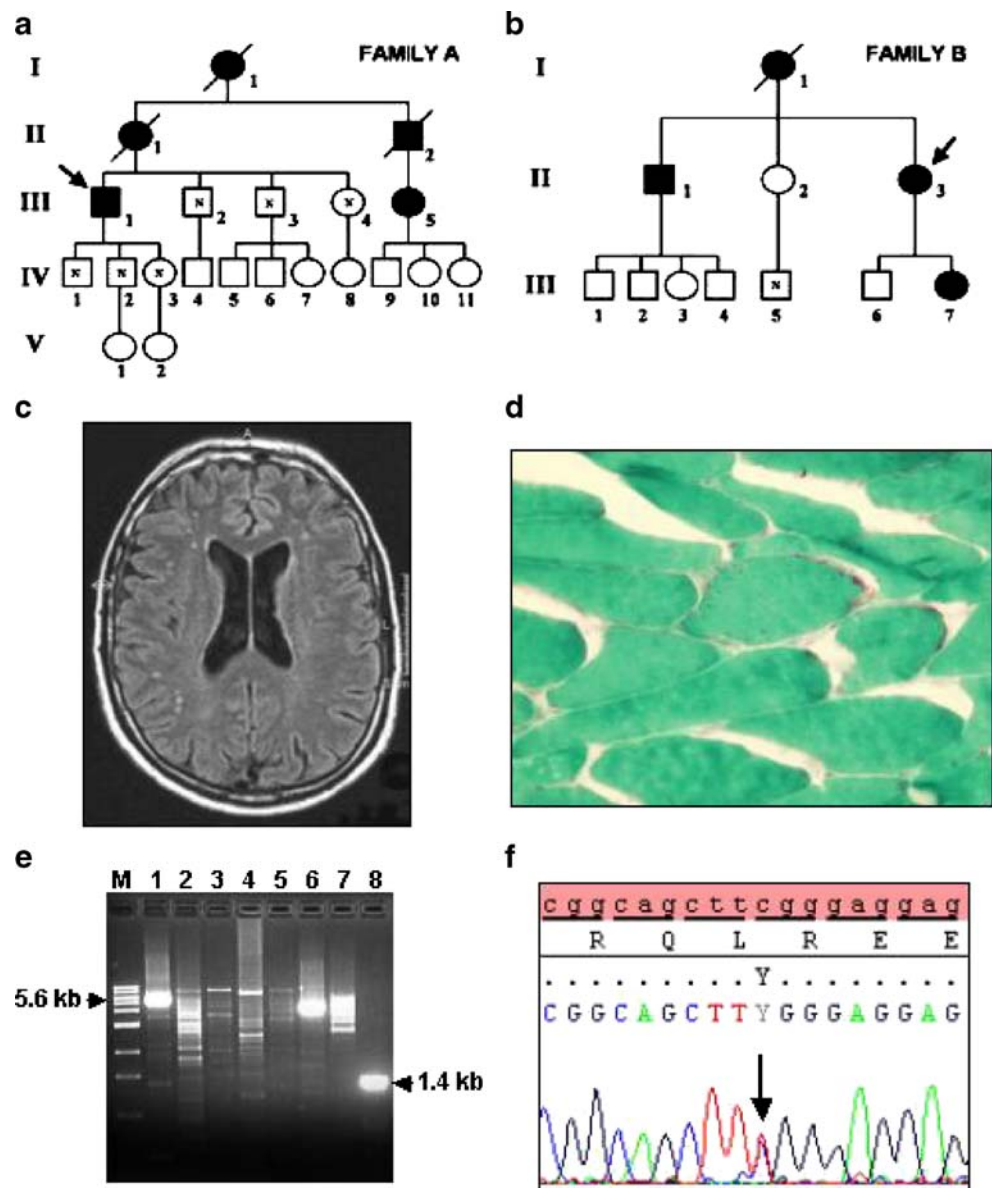 a
FAMILY A
I
1
II
1
2
III
1
N 2
N 3
N 4
5
IV
N N N
1 2 3 4 5 6 7 8 9 10 11
V
1 2
b
FAMILY B
I
1
II
1
2
3
III
N
1 2 3 4 5 6 7
c
A
L
d
e
M 1 2 3 4 5 6 7 8
5.6 kb
1.4 kb
f
c g g c a g c t t c g g g a g g a g
R Q L R E E
. . . . . . . . . Y . . . . . . . .
C G G C A G C T T Y G G G A G G A G